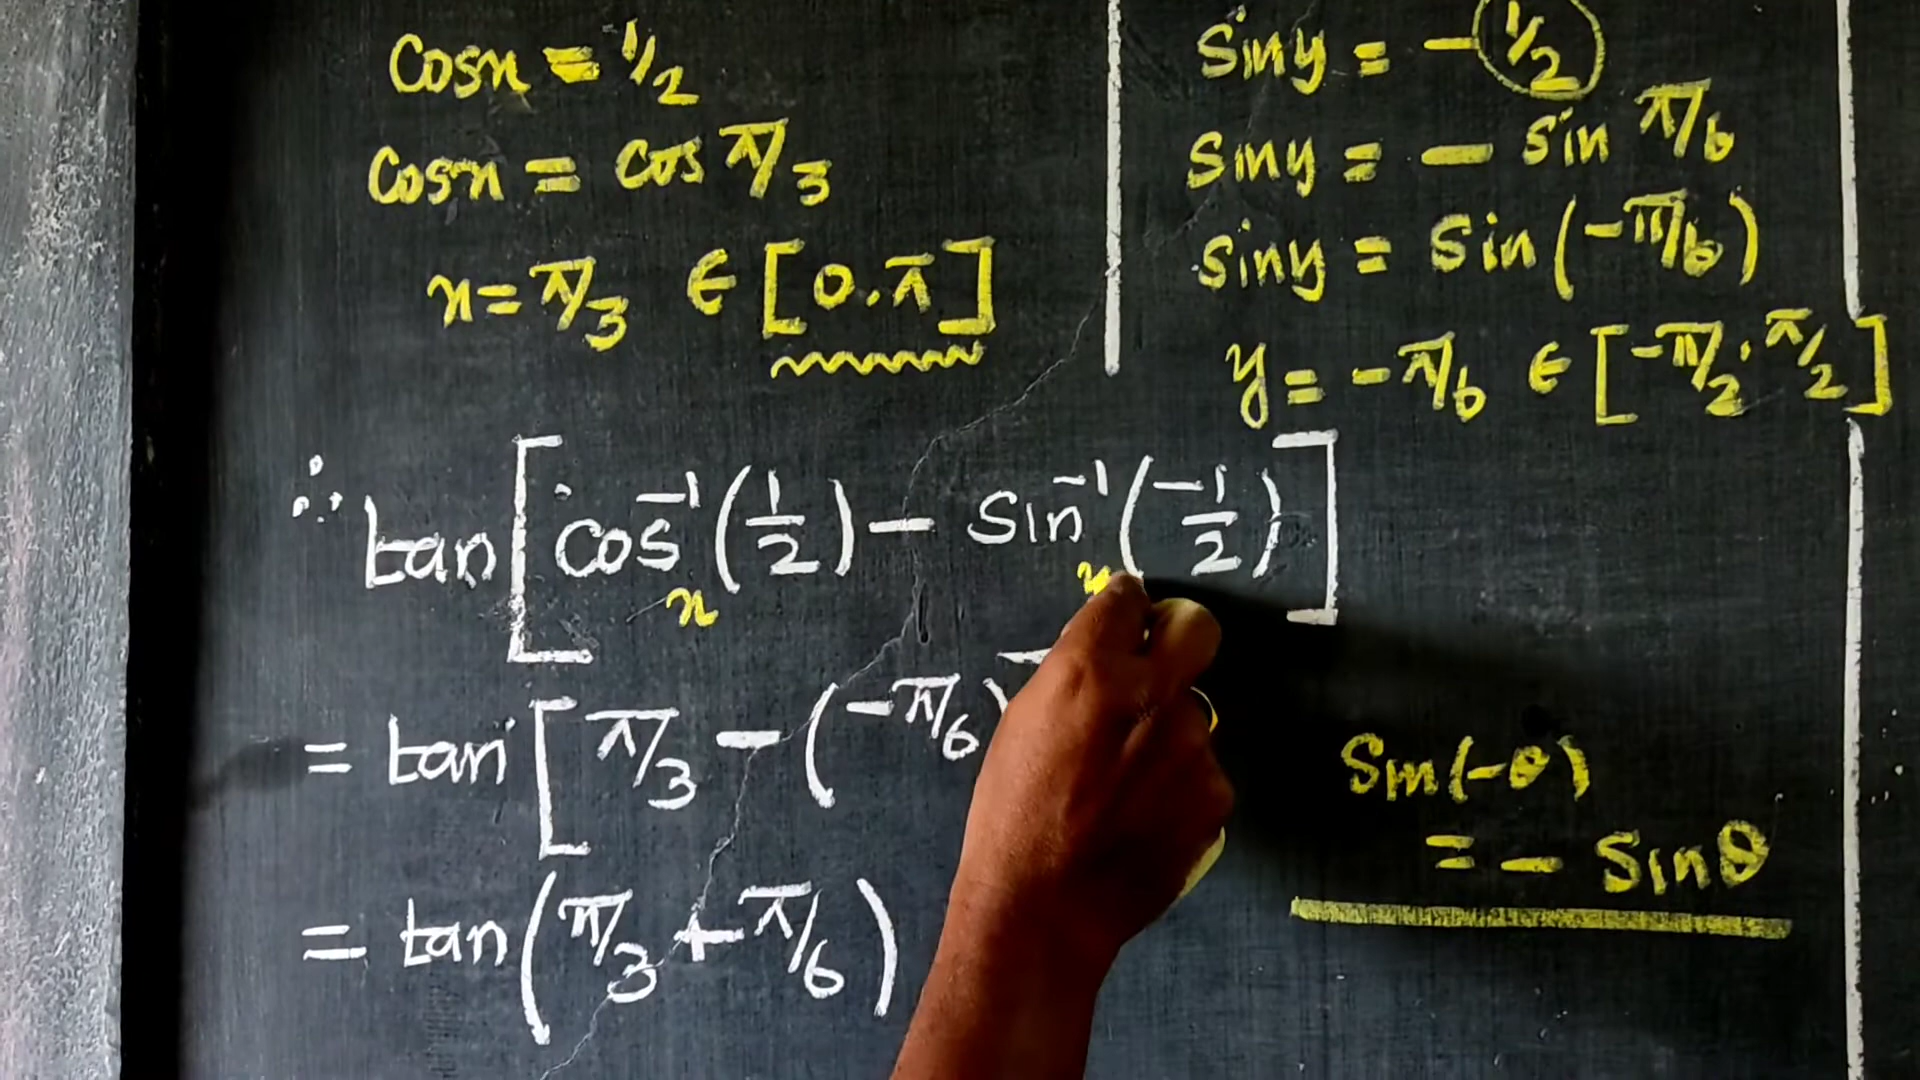 cosx = 1/2
cosx = cos π/3
x = π/3 ∈ [0.π]
siny = - 1/2
siny = - sin π/6
siny = sin(-π/6)
y = -π/6 ∈ [-π/2 . π/2]
∴ tan[cos⁻¹(1/2) - sin⁻¹(-1/2)]
x y
= tan[π/3 - (-π/6)
= tan(π/3 + π/6)
Sin(-θ)
= - Sinθ